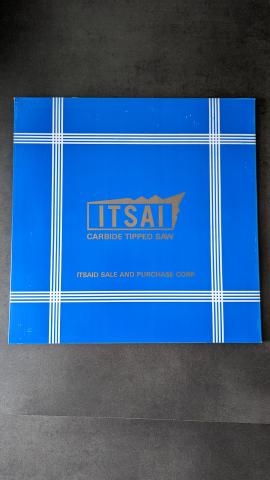 ITSAI
CARBIDE TIPPED SAW
ITSAID SALE AND PURCHASE CORP